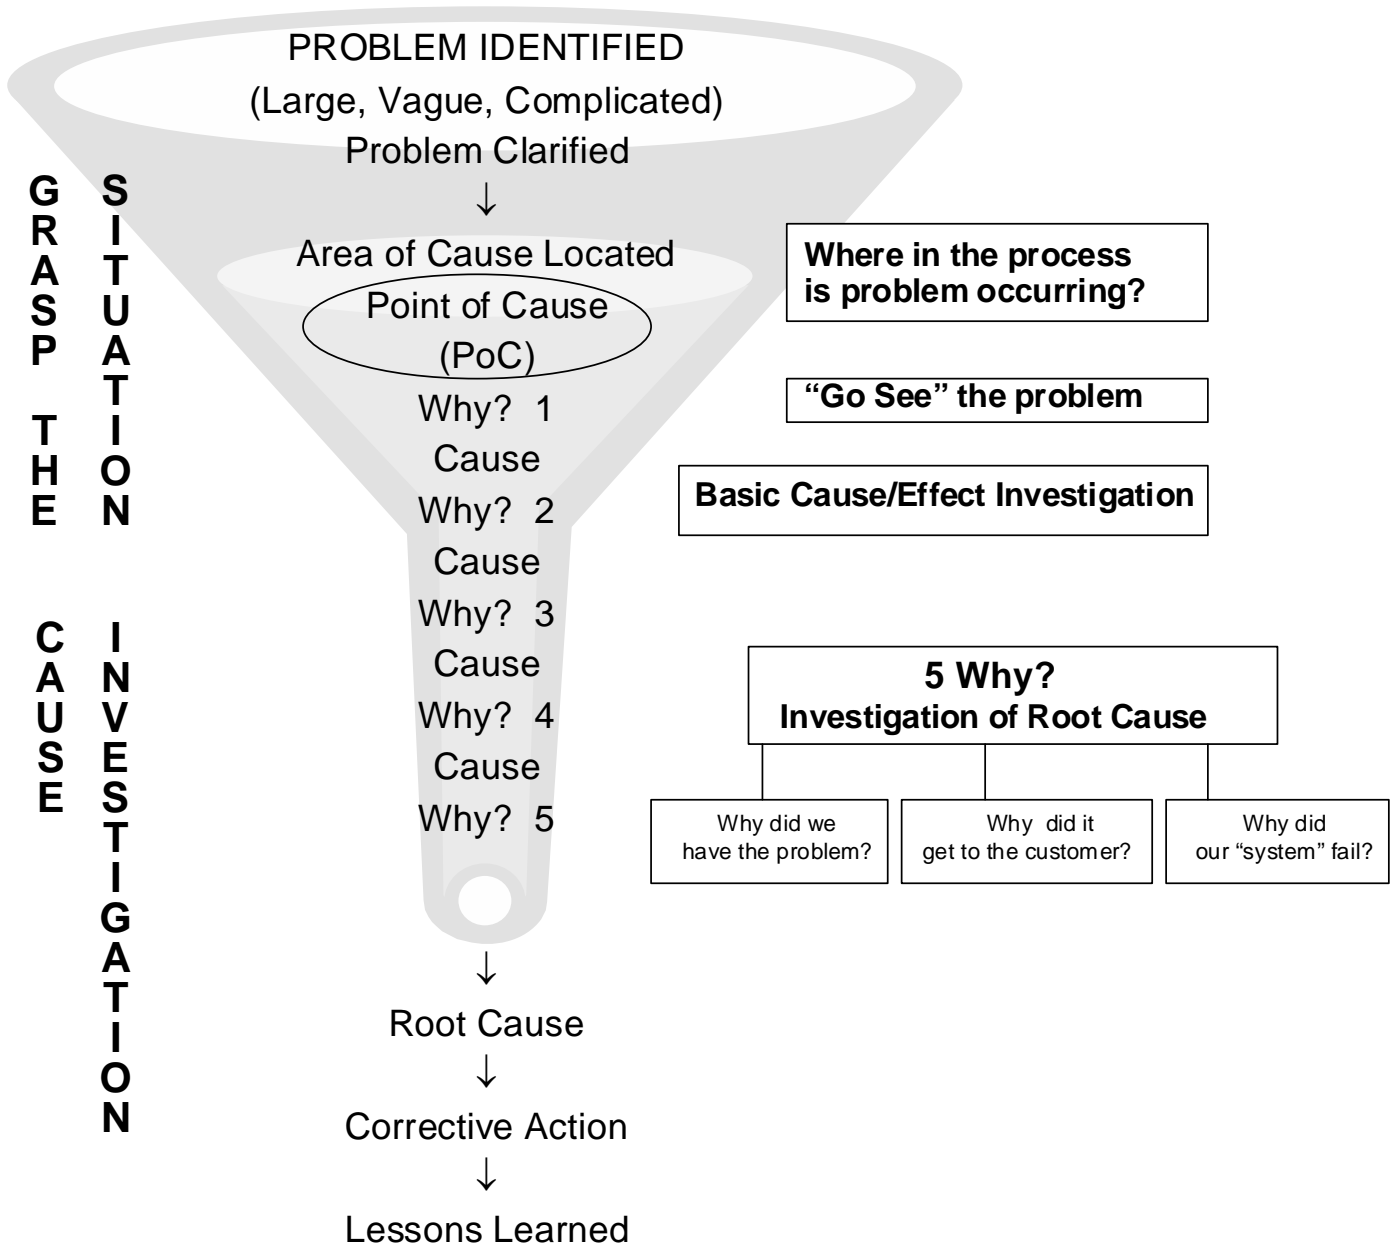 PROBLEM IDENTIFIED
(Large, Vague, Complicated)
Problem Clarified
↓
Area of Cause Located
Point of Cause
(PoC)
Why? 1
Cause
Why? 2
Cause
Why? 3
Cause
Why? 4
Cause
Why? 5
↓
Root Cause
↓
Corrective Action
↓
Lessons Learned
GRASP THE
SITUATION
CAUSE
INVESTIGATION
Where in the process
is problem occurring?
“Go See” the problem
Basic Cause/Effect Investigation
5 Why?
Investigation of Root Cause
Why did we
have the problem?
Why did it
get to the customer?
Why did
our “system” fail?